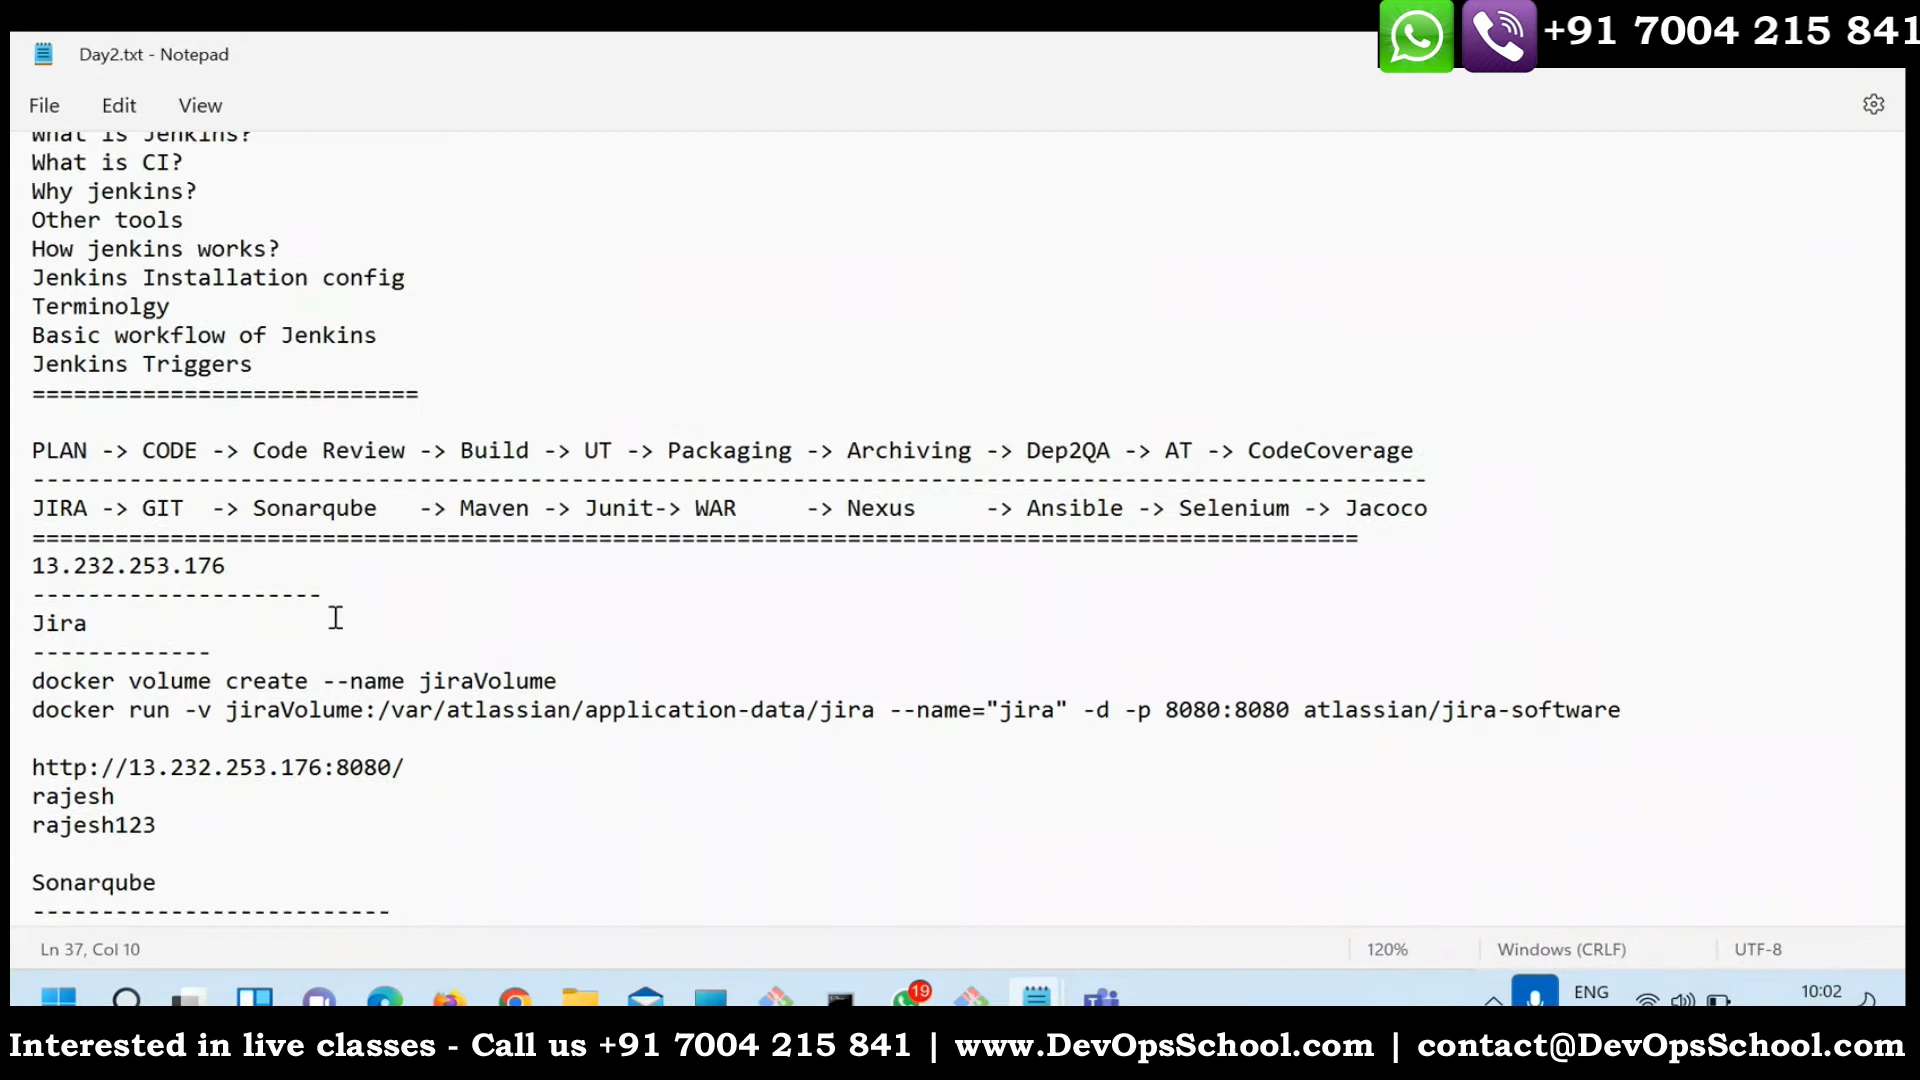 +91 7004 215 841
Day2.txt - Notepad
File Edit View
What is Jenkins?
What is CI?
Why jenkins?
Other tools
How jenkins works?
Jenkins Installation config
Terminolgy
Basic workflow of Jenkins
Jenkins Triggers
============================
PLAN -> CODE -> Code Review -> Build -> UT -> Packaging -> Archiving -> Dep2QA -> AT -> CodeCoverage
-----------------------------------------------------------------------------------------------------
JIRA -> GIT  -> Sonarqube   -> Maven -> Junit-> WAR      -> Nexus     -> Ansible -> Selenium -> Jacoco
================================================================================================
13.232.253.176
---------------------
Jira
-------------
docker volume create --name jiraVolume
docker run -v jiraVolume:/var/atlassian/application-data/jira --name="jira" -d -p 8080:8080 atlassian/jira-software
http://13.232.253.176:8080/
rajesh
rajesh123
Sonarqube
--------------------------
Ln 37, Col 10 120% Windows (CRLF) UTF-8
19
ENG
10:02
Interested in live classes - Call us +91 7004 215 841 | www.DevOpsSchool.com | contact@DevOpsSchool.com